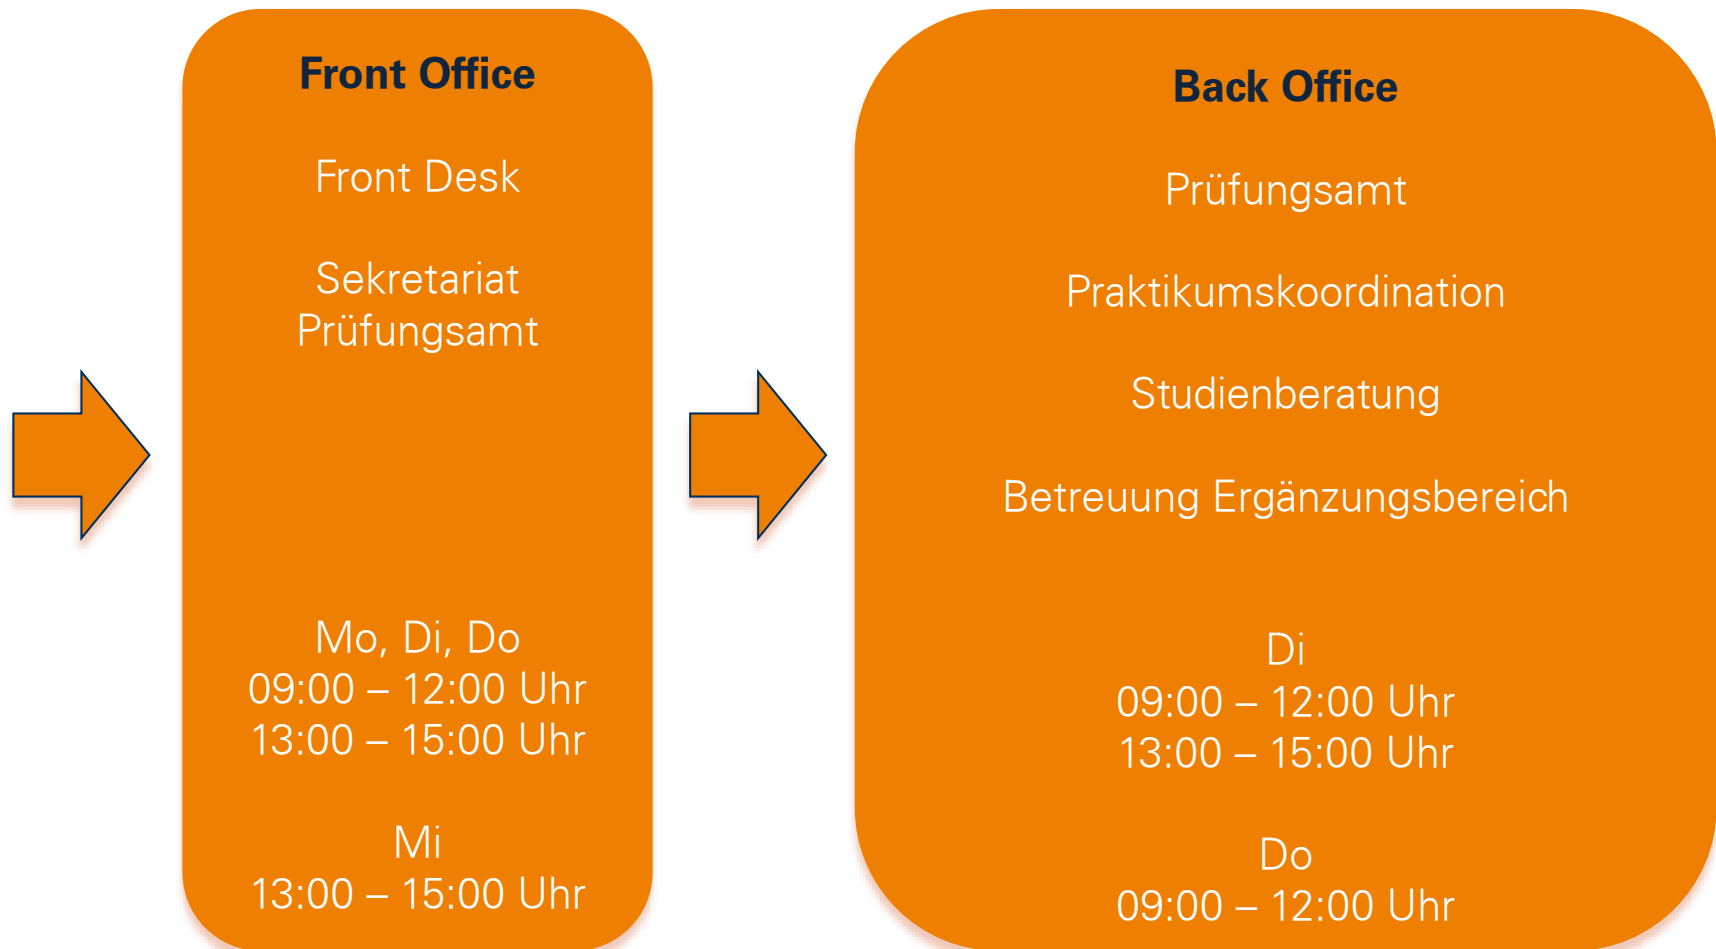 Front Office
Front Desk
Sekretariat
Prüfungsamt
Mo, Di, Do
09:00 – 12:00 Uhr
13:00 – 15:00 Uhr
Mi
13:00 – 15:00 Uhr
Back Office
Prüfungsamt
Praktikumskoordination
Studienberatung
Betreuung Ergänzungsbereich
Di
09:00 – 12:00 Uhr
13:00 – 15:00 Uhr
Do
09:00 – 12:00 Uhr